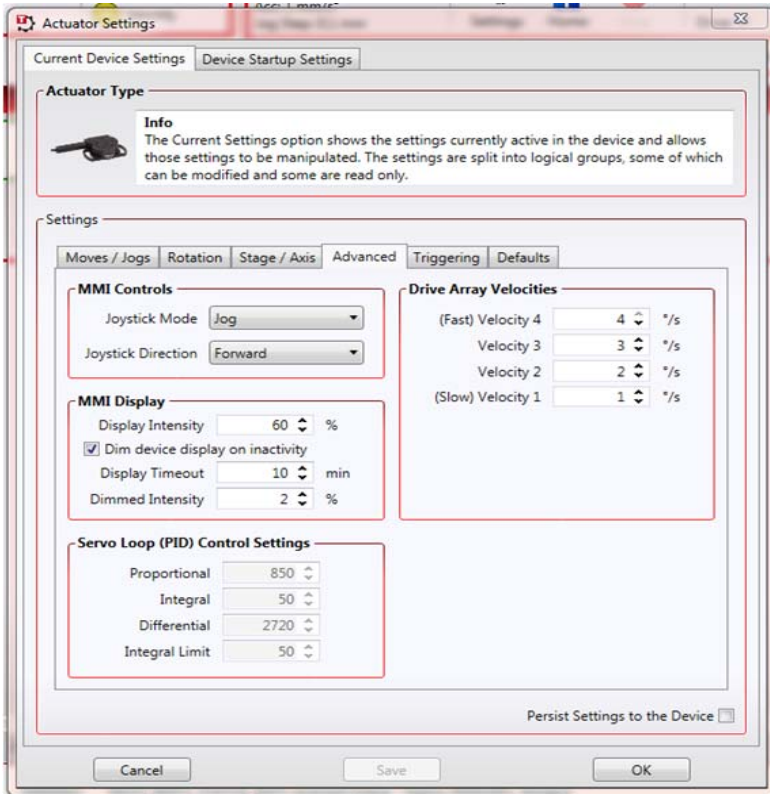 Acc: 1 mm/s²
Actuator Settings
Current Device Settings
Device Startup Settings
Actuator Type
Info
The Current Settings option shows the settings currently active in the device and allows
those settings to be manipulated. The settings are split into logical groups, some of which
can be modified and some are read only.
Settings
Moves / Jogs
Rotation
Stage / Axis
Advanced
Triggering
Defaults
MMI Controls
Joystick Mode Jog
Joystick Direction Forward
MMI Display
Display Intensity 60 %
Dim device display on inactivity
Display Timeout 10 min
Dimmed Intensity 2 %
Servo Loop (PID) Control Settings
Proportional 850
Integral 50
Differential 2720
Integral Limit 50
Drive Array Velocities
(Fast) Velocity 4 4 °/s
Velocity 3 3 °/s
Velocity 2 2 °/s
(Slow) Velocity 1 1 °/s
Persist Settings to the Device
Cancel
Save
OK